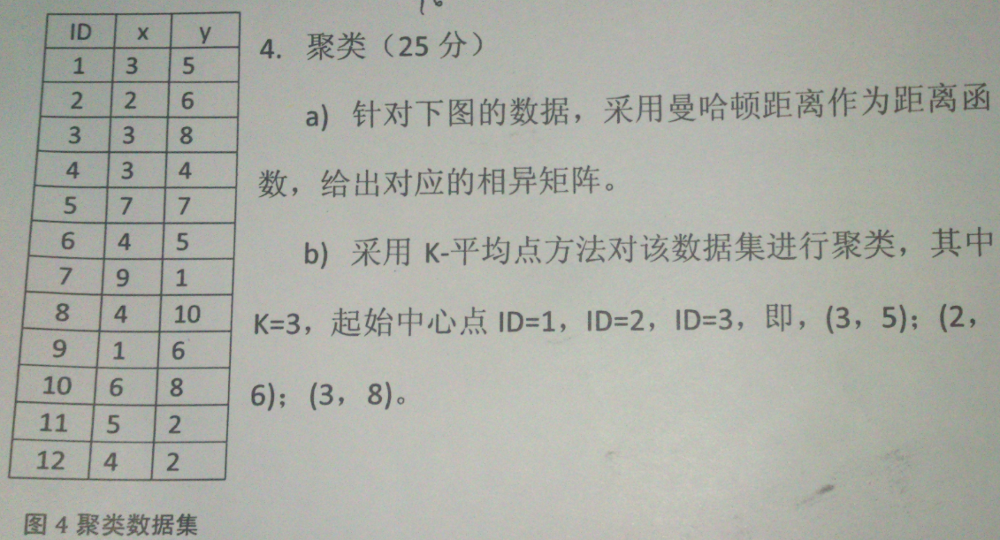 ID x y
1 3 5
2 2 6
3 3 8
4 3 4
5 7 7
6 4 5
7 9 1
8 4 10
9 1 6
10 6 8
11 5 2
12 4 2
图 4 聚类数据集
4. 聚类（25 分）
a) 针对下图的数据，采用曼哈顿距离作为距离函
数，给出对应的相异矩阵。
b) 采用 K-平均点方法对该数据集进行聚类，其中
K=3，起始中心点 ID=1，ID=2，ID=3，即，(3，5)；(2，
6)；(3，8)。